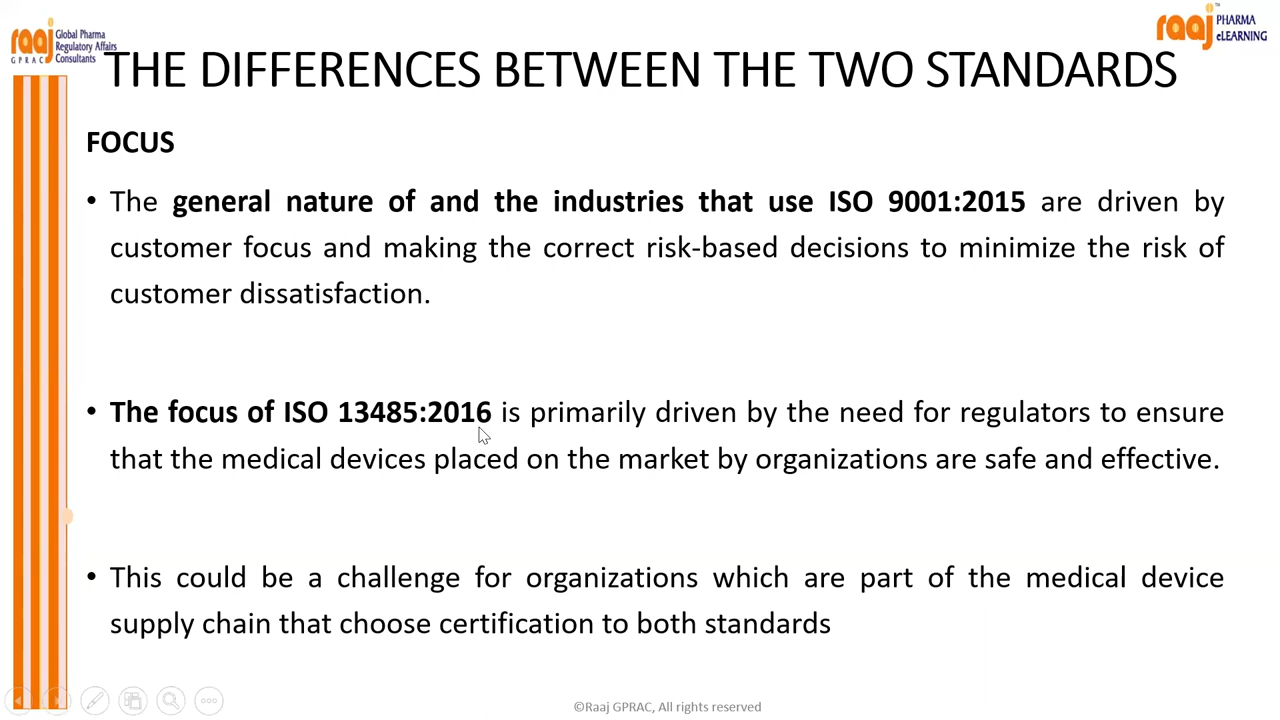 raaj Global Pharma
Regulatory Affairs
GPRAC Consultants
raaj™ PHARMA
eLEARNING
THE DIFFERENCES BETWEEN THE TWO STANDARDS
FOCUS
• The general nature of and the industries that use ISO 9001:2015 are driven by
customer focus and making the correct risk-based decisions to minimize the risk of
customer dissatisfaction.
• The focus of ISO 13485:2016 is primarily driven by the need for regulators to ensure
that the medical devices placed on the market by organizations are safe and effective.
• This could be a challenge for organizations which are part of the medical device
supply chain that choose certification to both standards
©Raaj GPRAC, All rights reserved